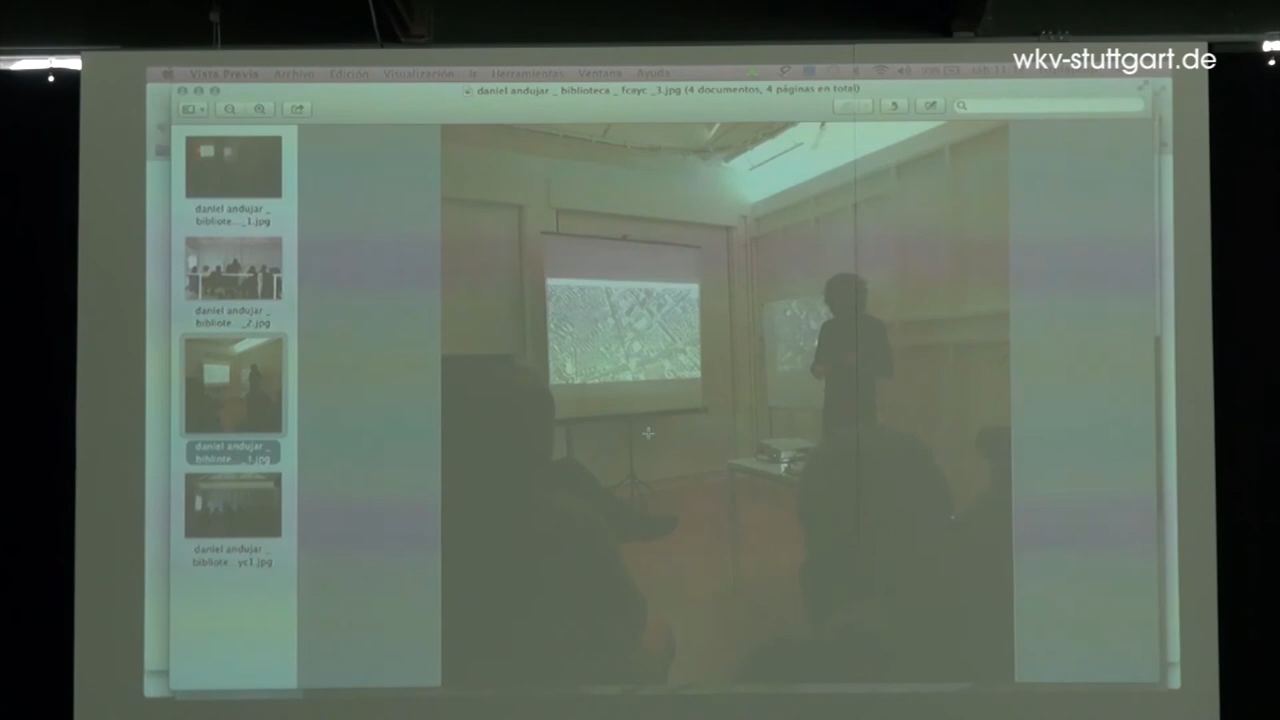 wkv-stuttgart.de
Vista Previa Archivo Edición Visualización Ir Herramientas Ventana Ayuda
daniel andujar _ biblioteca _ fcayc _3.jpg (4 documentos, 4 páginas en total)
daniel andujar _
bibliote..._1.jpg
daniel andujar _
bibliote..._2.jpg
daniel andujar _
bibliote..._3.jpg
daniel andujar _
bibliote...yc1.jpg